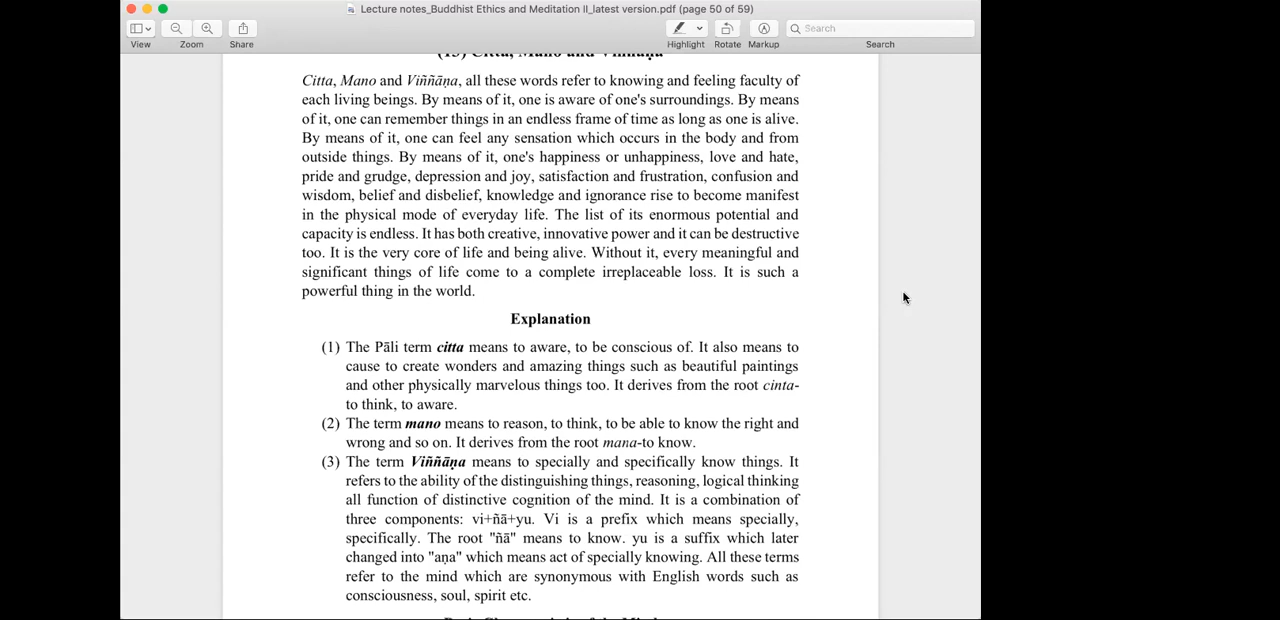 Lecture notes_Buddhist Ethics and Meditation II_latest version.pdf (page 50 of 59)
Search
View
Zoom
Share
Highlight
Rotate
Markup
Search
(13) Citta, Mano and Viññāṇa
Citta, Mano and Viññāṇa, all these words refer to knowing and feeling faculty of
each living beings. By means of it, one is aware of one's surroundings. By means
of it, one can remember things in an endless frame of time as long as one is alive.
By means of it, one can feel any sensation which occurs in the body and from
outside things. By means of it, one's happiness or unhappiness, love and hate,
pride and grudge, depression and joy, satisfaction and frustration, confusion and
wisdom, belief and disbelief, knowledge and ignorance rise to become manifest
in the physical mode of everyday life. The list of its enormous potential and
capacity is endless. It has both creative, innovative power and it can be destructive
too. It is the very core of life and being alive. Without it, every meaningful and
significant things of life come to a complete irreplaceable loss. It is such a
powerful thing in the world.
Explanation
(1) The Pāli term citta means to aware, to be conscious of. It also means to
cause to create wonders and amazing things such as beautiful paintings
and other physically marvelous things too. It derives from the root cinta-
to think, to aware.
(2) The term mano means to reason, to think, to be able to know the right and
wrong and so on. It derives from the root mana-to know.
(3) The term Viññāṇa means to specially and specifically know things. It
refers to the ability of the distinguishing things, reasoning, logical thinking
all function of distinctive cognition of the mind. It is a combination of
three components: vi+ñā+yu. Vi is a prefix which means specially,
specifically. The root "ñā" means to know. yu is a suffix which later
changed into "aṇa" which means act of specially knowing. All these terms
refer to the mind which are synonymous with English words such as
consciousness, soul, spirit etc.